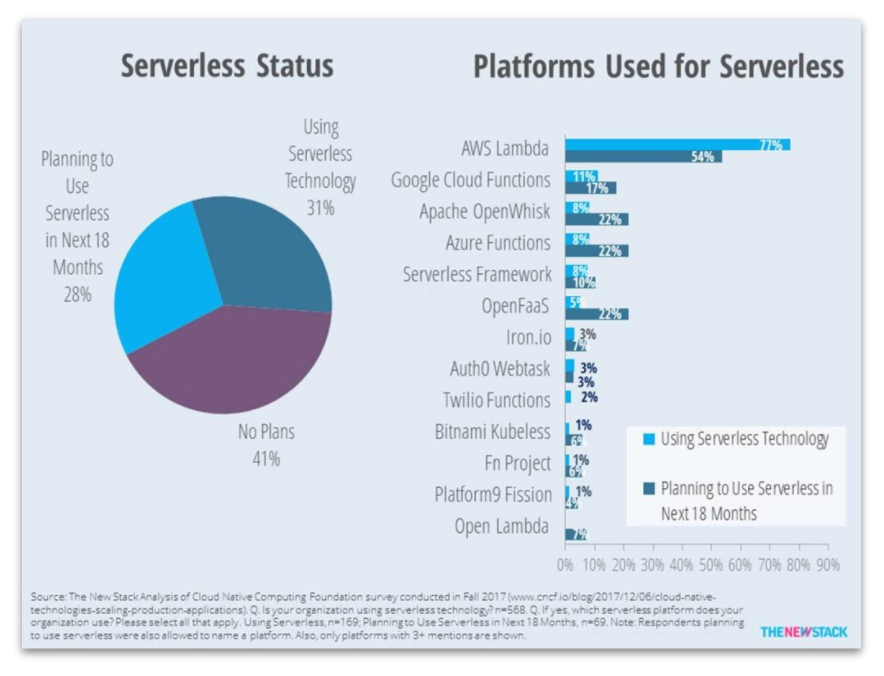 Serverless Status
Planning to
Use
Serverless
in Next 18
Months
28%
Using
Serverless
Technology
31%
No Plans
41%
Platforms Used for Serverless
AWS Lambda 77%
54%
Google Cloud Functions 11%
17%
Apache OpenWhisk 8%
22%
Azure Functions 8%
22%
Serverless Framework 8%
10%
OpenFaaS 5%
22%
Iron.io 3%
7%
Auth0 Webtask 3%
3%
Twilio Functions 2%
Bitnami Kubeless 1%
6%
Fn Project 1%
6%
Platform9 Fission 1%
4%
Open Lambda
7%
Using Serverless Technology
Planning to Use Serverless in
Next 18 Months
0% 10% 20% 30% 40% 50% 60% 70% 80% 90%
Source: The New Stack Analysis of Cloud Native Computing Foundation survey conducted in Fall 2017 (www.cncf.io/blog/2017/12/06/cloud-native-
technologies-scaling-production-applications). Q. Is your organization using serverless technology? n=568. Q. If yes, which serverless platform does your
organization use? Please select all that apply. Using Serverless, n=169; Planning to Use Serverless in Next 18 Months, n=69. Note: Respondents planning
to use serverless were also allowed to name a platform. Also, only platforms with 3+ mentions are shown.
THENEWSTACK